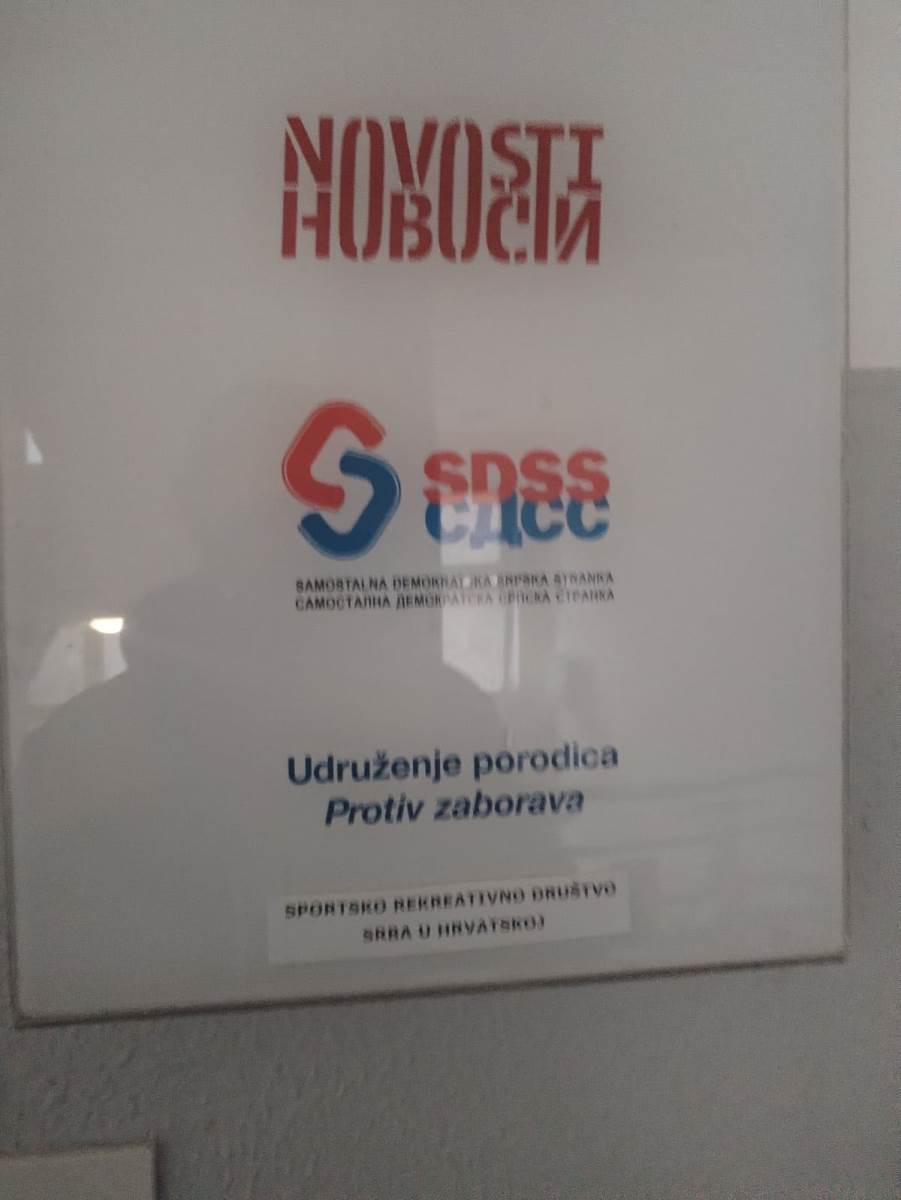 NOVOSTI
НОВОСТИ
SDSS
СДСС
SAMOSTALNA DEMOKRATSKA SRPSKA STRANKA
САМОСТАЛНА ДЕМОКРАТСКА СРПСКА СТРАНКА
Udruženje porodica
Protiv zaborava
SPORTSKO REKREATIVNO DRUŠTVO
SRBA U HRVATSKOJ